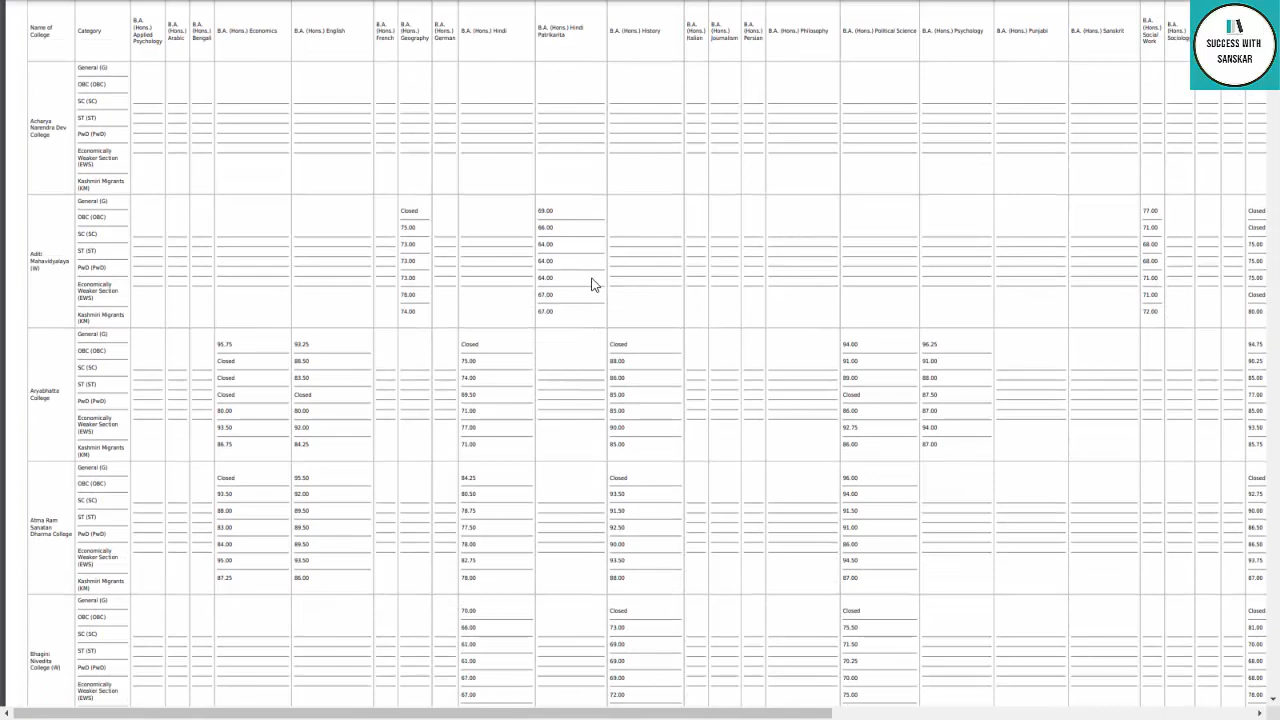 Name of College Category B.A. (Hons.) Applied Psychology B.A. (Hons.) Arabic B.A. (Hons.) Bengali B.A. (Hons.) Economics B.A. (Hons.) English B.A. (Hons.) French B.A. (Hons.) Geography B.A. (Hons.) German B.A. (Hons.) Hindi B.A. (Hons.) Hindi Patrikarita B.A. (Hons.) History B.A. (Hons.) Italian B.A. (Hons.) Journalism B.A. (Hons.) Persian B.A. (Hons.) Philosophy B.A. (Hons.) Political Science B.A. (Hons.) Psychology B.A. (Hons.) Punjabi B.A. (Hons.) Sanskrit B.A. (Hons.) Social Work B.A. (Hons.)
SUCCESS WITH
SANSKAR
Acharya Narendra Dev College
General (G)
OBC (OBC)
SC (SC)
ST (ST)
PwD (PwD)
Economically Weaker Section (EWS)
Kashmiri Migrants (KM)
Aditi Mahavidyalaya (W)
General (G) Closed 69.00 77.00 Closed
OBC (OBC) 75.00 66.00 71.00 Closed
SC (SC) 73.00 64.00 68.00 75.00
ST (ST) 73.00 64.00 68.00 75.00
PwD (PwD) 73.00 64.00 71.00 75.00
Economically Weaker Section (EWS) 78.00 67.00 71.00 Closed
Kashmiri Migrants (KM) 74.00 67.00 72.00 80.00
Aryabhatta College
General (G) 95.75 93.25 Closed Closed 94.00 96.25 94.75
OBC (OBC) Closed 88.50 75.00 88.00 91.00 91.00 90.25
SC (SC) Closed 83.50 74.00 86.00 89.00 88.00 85.00
ST (ST) Closed Closed 69.50 85.00 Closed 87.50 77.00
PwD (PwD) 80.00 80.00 71.00 85.00 86.00 87.00 85.00
Economically Weaker Section (EWS) 93.50 92.00 77.00 90.00 92.75 94.00 93.50
Kashmiri Migrants (KM) 86.75 84.25 71.00 85.00 86.00 87.00 85.75
Atma Ram Sanatan Dharma College
General (G) Closed 95.50 84.25 Closed 96.00 Closed
OBC (OBC) 93.50 92.00 80.50 93.50 94.00 92.75
SC (SC) 88.00 89.50 78.75 91.50 91.50 90.00
ST (ST) 83.00 89.50 77.50 92.50 91.00 86.50
PwD (PwD) 84.00 89.50 78.00 90.00 86.00 86.50
Economically Weaker Section (EWS) 95.00 93.50 82.75 93.50 94.50 93.75
Kashmiri Migrants (KM) 87.25 86.00 78.00 88.00 87.00 87.00
Bhagini Nivedita College (W)
General (G) 70.00 Closed Closed Closed
OBC (OBC) 66.00 73.00 75.50 81.00
SC (SC) 61.00 69.00 71.50 70.00
ST (ST) 61.00 69.00 70.25 68.00
PwD (PwD) 67.00 69.00 70.00 68.00
Economically Weaker Section (EWS) 67.00 72.00 75.00 78.00